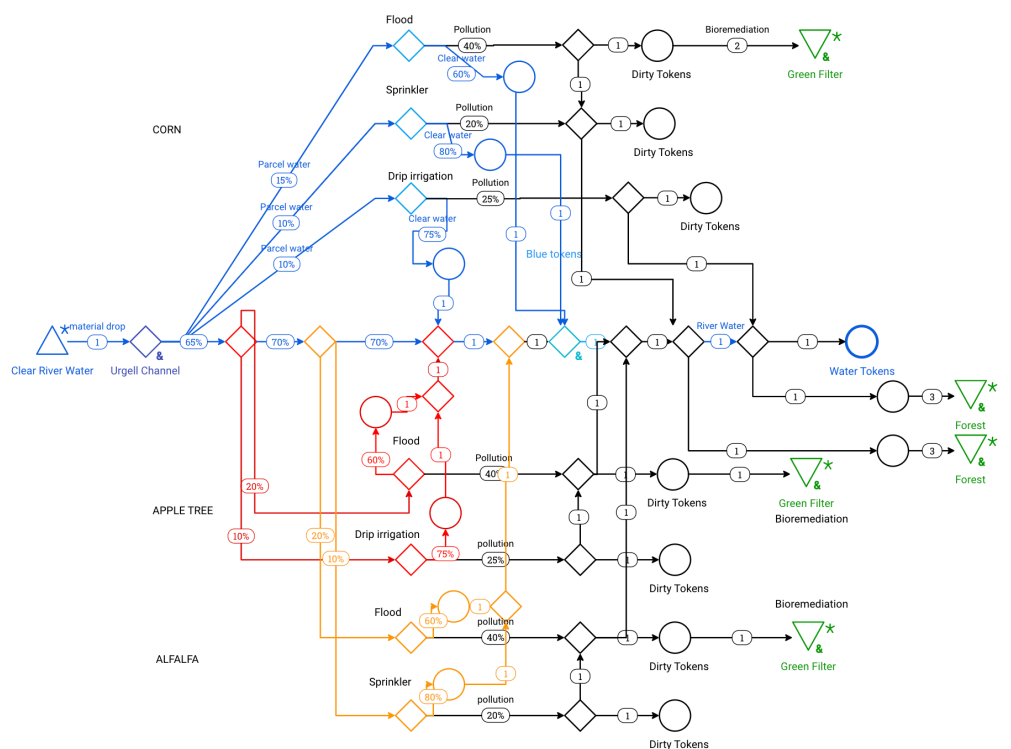 Flood
Pollution
40%
1
Bioremediation
2
*
&
Green Filter
Clear water
60%
Dirty Tokens
1
Sprinkler
Pollution
20%
1
CORN
Clear water
80%
Dirty Tokens
Parcel water
15%
Drip irrigation
Pollution
25%
1
Parcel water
10%
Clear water
75%
1
1
Dirty Tokens
Parcel water
10%
Blue tokens
1
1
1
*
material drop
1
&
65%
70%
70%
1
1
&
1
1
River Water
1
1
Clear River Water
Urgell Channel
Water Tokens
1
1
1
1
3
*
&
Forest
Flood
60%
1
Pollution
40%
1
1
1
3
*
&
Forest
1
*
&
Green Filter
Bioremediation
20%
Dirty Tokens
APPLE TREE
10%
20%
1
1
Drip irrigation
75%
pollution
10%
25%
1
Dirty Tokens
Flood
60%
1
pollution
40%
1
1
Bioremediation
*
&
Green Filter
ALFALFA
Dirty Tokens
Sprinkler
80%
1
1
pollution
20%
1
Dirty Tokens